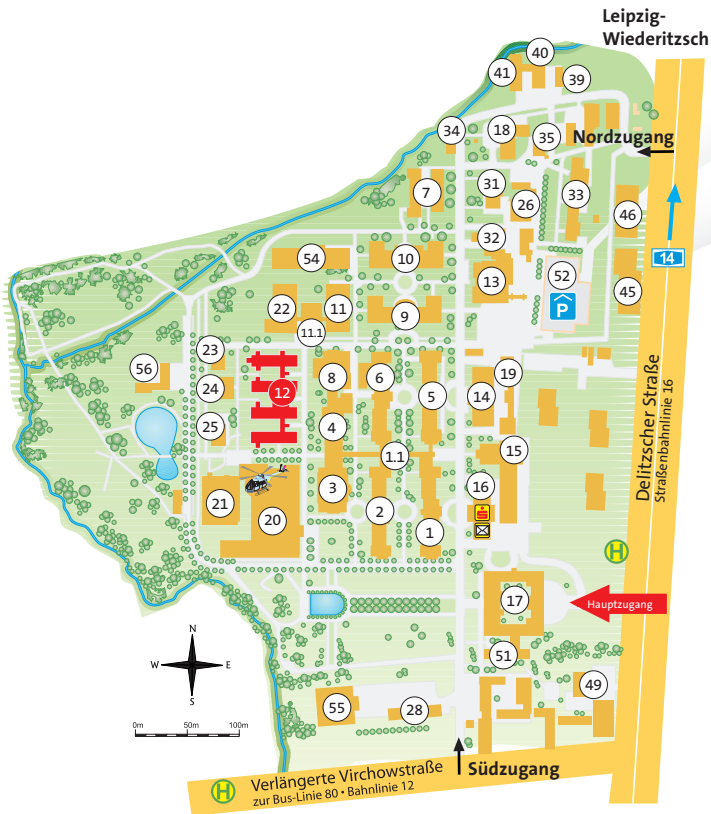 Leipzig-
Wiederitzsch
40
41
39
34
18
35
Nordzugang
7
31
26
33
46
32
54
10
13
52
P
14
45
22
11
9
11.1
23
56
24
12
8
6
5
14
19
25
4
1.1
15
21
20
3
2
16
1
S
H
17
Hauptzugang
51
49
55
28
N
W
E
S
0m
50m
100m
Delitzscher Straße
Straßenbahnlinie 16
Südzugang
H
Verlängerte Virchowstraße
zur Bus-Linie 80 • Bahnlinie 12